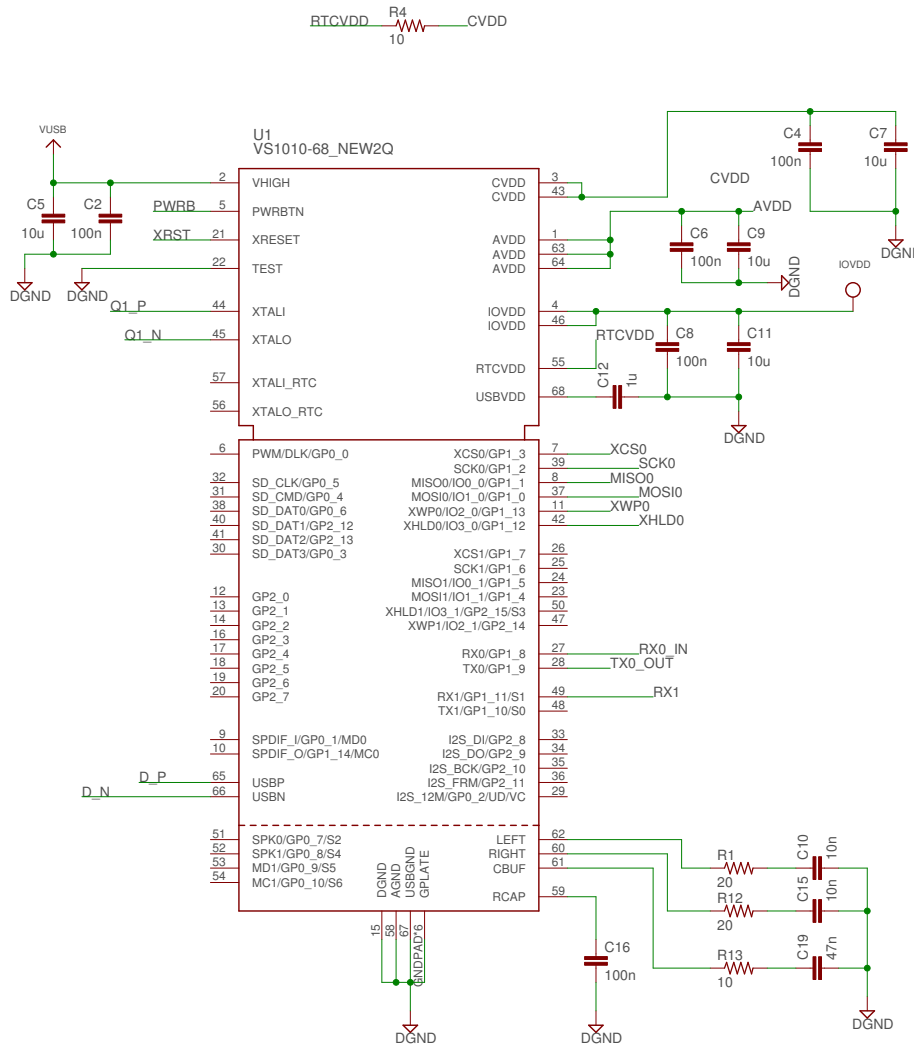 RTCVDD R4 10 CVDD
VUSB
U1
VS1010-68_NEW2Q
C5 10u
C2 100n
DGND DGND
2 VHIGH
PWRB 5 PWRBTN
XRST 21 XRESET
22 TEST
Q1_P 44 XTALI
Q1_N 45 XTALO
57 XTALI_RTC
56 XTALO_RTC
CVDD 3
CVDD 43
AVDD 1
AVDD 63
AVDD 64
IOVDD 4
IOVDD 46
RTCVDD 55
USBVDD 68
C4 100n
C7 10u
CVDD
DGND
AVDD
C6 100n
C9 10u
DGND
IOVDD
RTCVDD
C8 100n
C11 10u
C12 1u
DGND
6 PWM/DLK/GP0_0
32 SD_CLK/GP0_5
31 SD_CMD/GP0_4
38 SD_DAT0/GP0_6
40 SD_DAT1/GP2_12
41 SD_DAT2/GP2_13
30 SD_DAT3/GP0_3
12 GP2_0
13 GP2_1
14 GP2_2
16 GP2_3
17 GP2_4
18 GP2_5
19 GP2_6
20 GP2_7
9 SPDIF_I/GP0_1/MD0
10 SPDIF_O/GP1_14/MC0
D_P 65 USBP
D_N 66 USBN
51 SPK0/GP0_7/S2
52 SPK1/GP0_8/S4
53 MD1/GP0_9/S5
54 MC1/GP0_10/S6
XCS0/GP1_3 7 XCS0
SCK0/GP1_2 39 SCK0
MISO0/IO0_0/GP1_1 8 MISO0
MOSI0/IO1_0/GP1_0 37 MOSI0
XWP0/IO2_0/GP1_13 11 XWP0
XHLD0/IO3_0/GP1_12 42 XHLD0
XCS1/GP1_7 26
SCK1/GP1_6 25
MISO1/IO0_1/GP1_5 24
MOSI1/IO1_1/GP1_4 23
XHLD1/IO3_1/GP2_15/S3 50
XWP1/IO2_1/GP2_14 47
RX0/GP1_8 27 RX0_IN
TX0/GP1_9 28 TX0_OUT
RX1/GP1_11/S1 49 RX1
TX1/GP1_10/S0 48
I2S_DI/GP2_8 33
I2S_DO/GP2_9 34
I2S_BCK/GP2_10 35
I2S_FRM/GP2_11 36
I2S_12M/GP0_2/UD/VC 29
LEFT 62
RIGHT 60
CBUF 61
RCAP 59
DGND 15
AGND 58
USBGND 67
GPLATE GNDPAD*6
DGND
C16 100n
DGND
R1 20
C10 10n
R12 20
C15 10n
R13 10
C19 47n
DGND